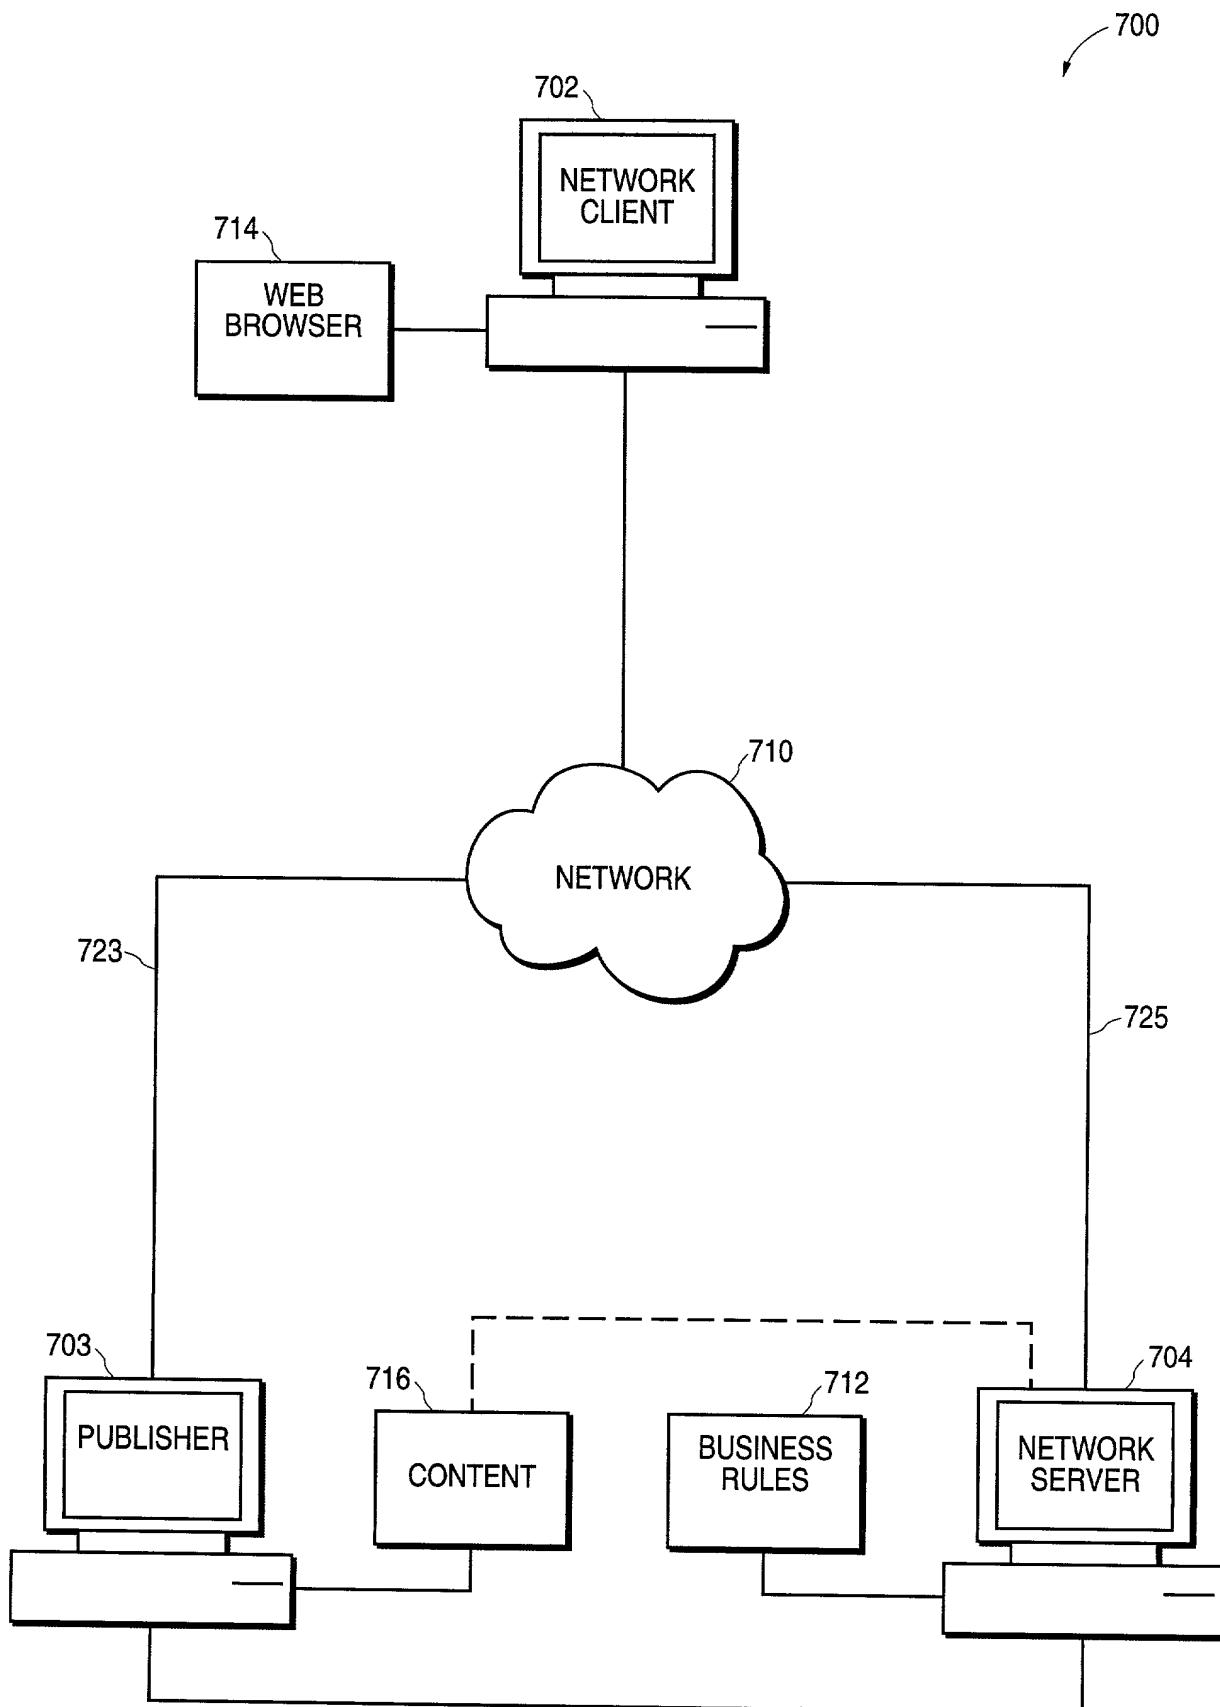 700
702
NETWORK
CLIENT
714
WEB
BROWSER
710
NETWORK
723
725
703
PUBLISHER
716
CONTENT
712
BUSINESS
RULES
704
NETWORK
SERVER